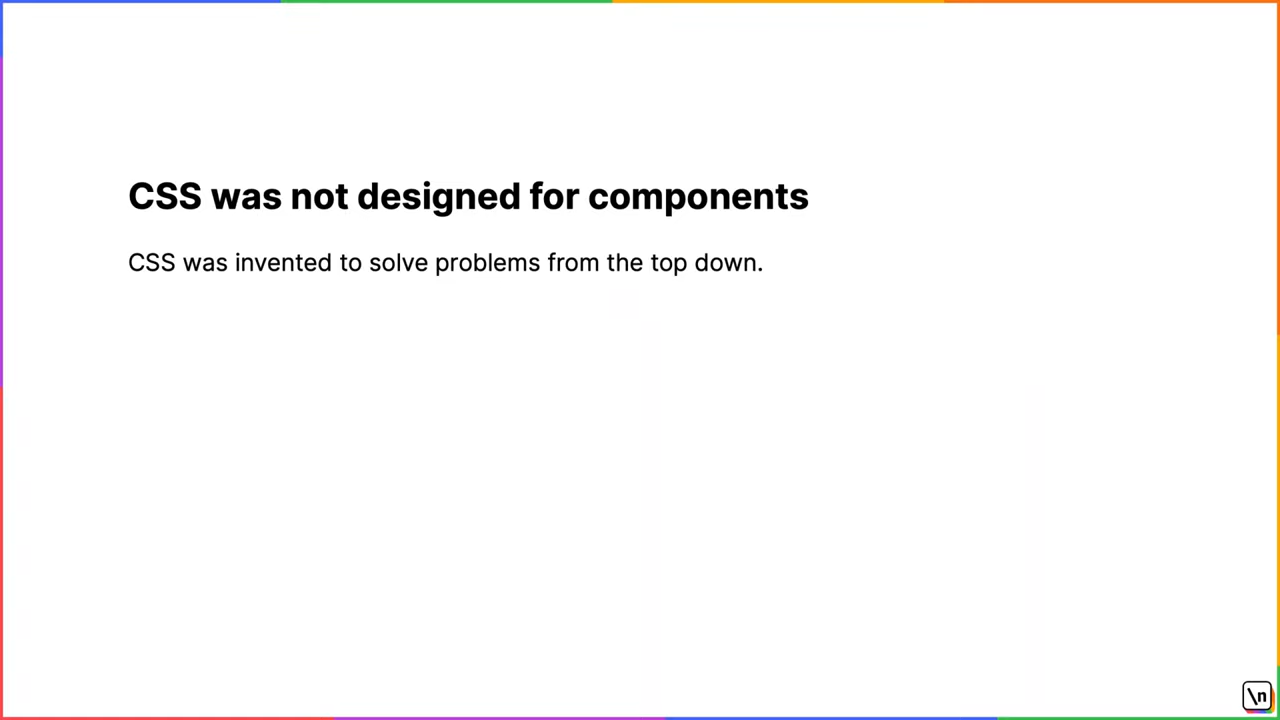 CSS was not designed for components
CSS was invented to solve problems from the top down.
\n